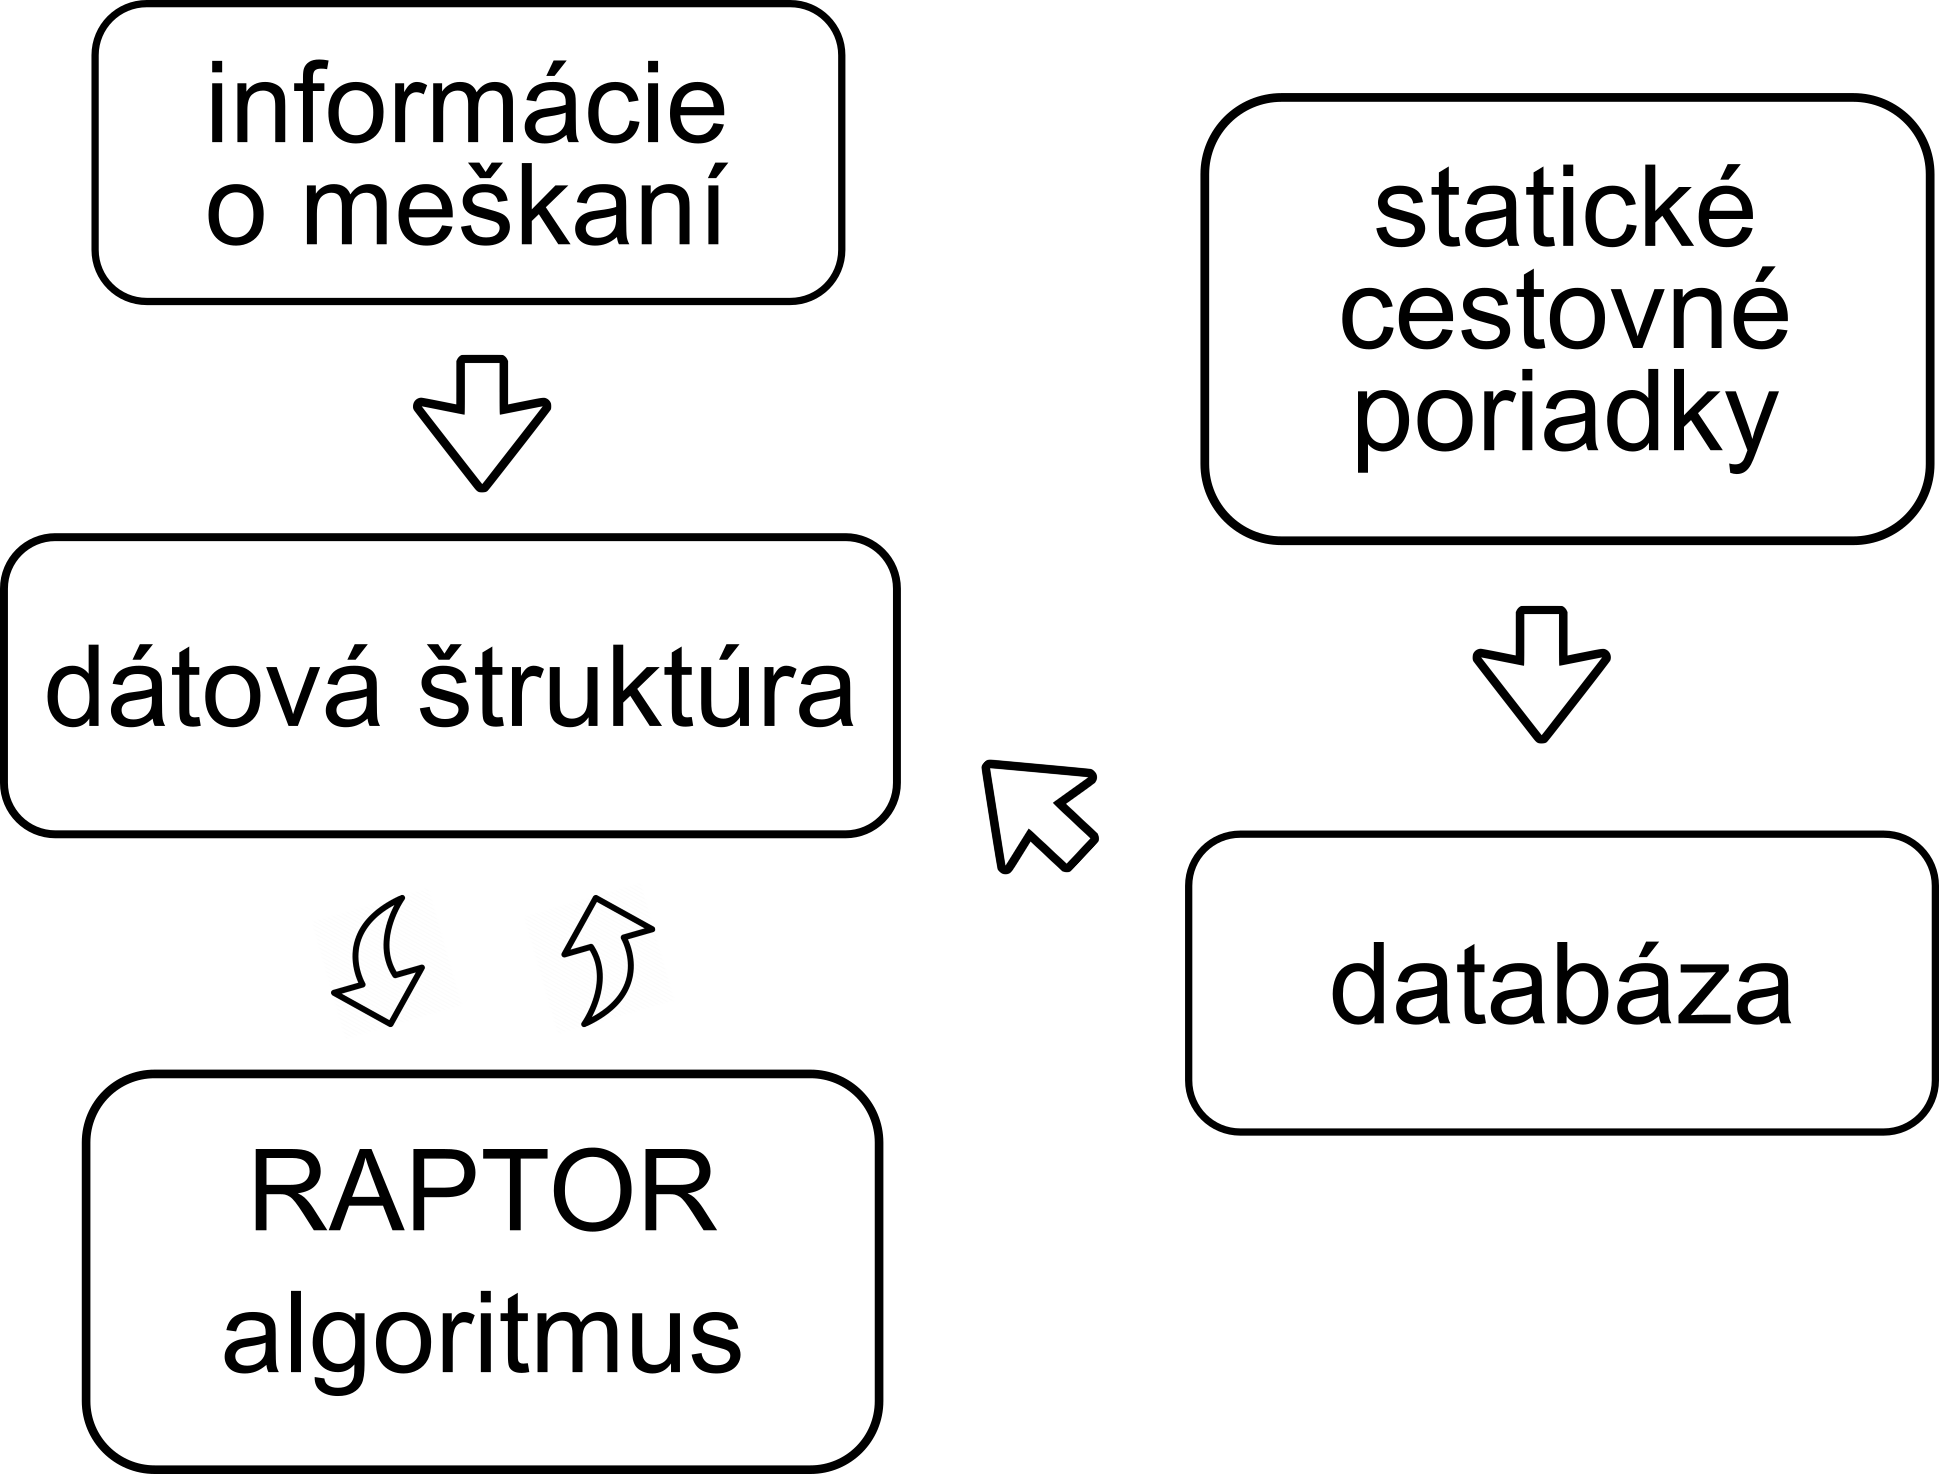 informácie
o meškaní
statické
cestovné
poriadky
dátová štruktúra
databáza
RAPTOR
algoritmus